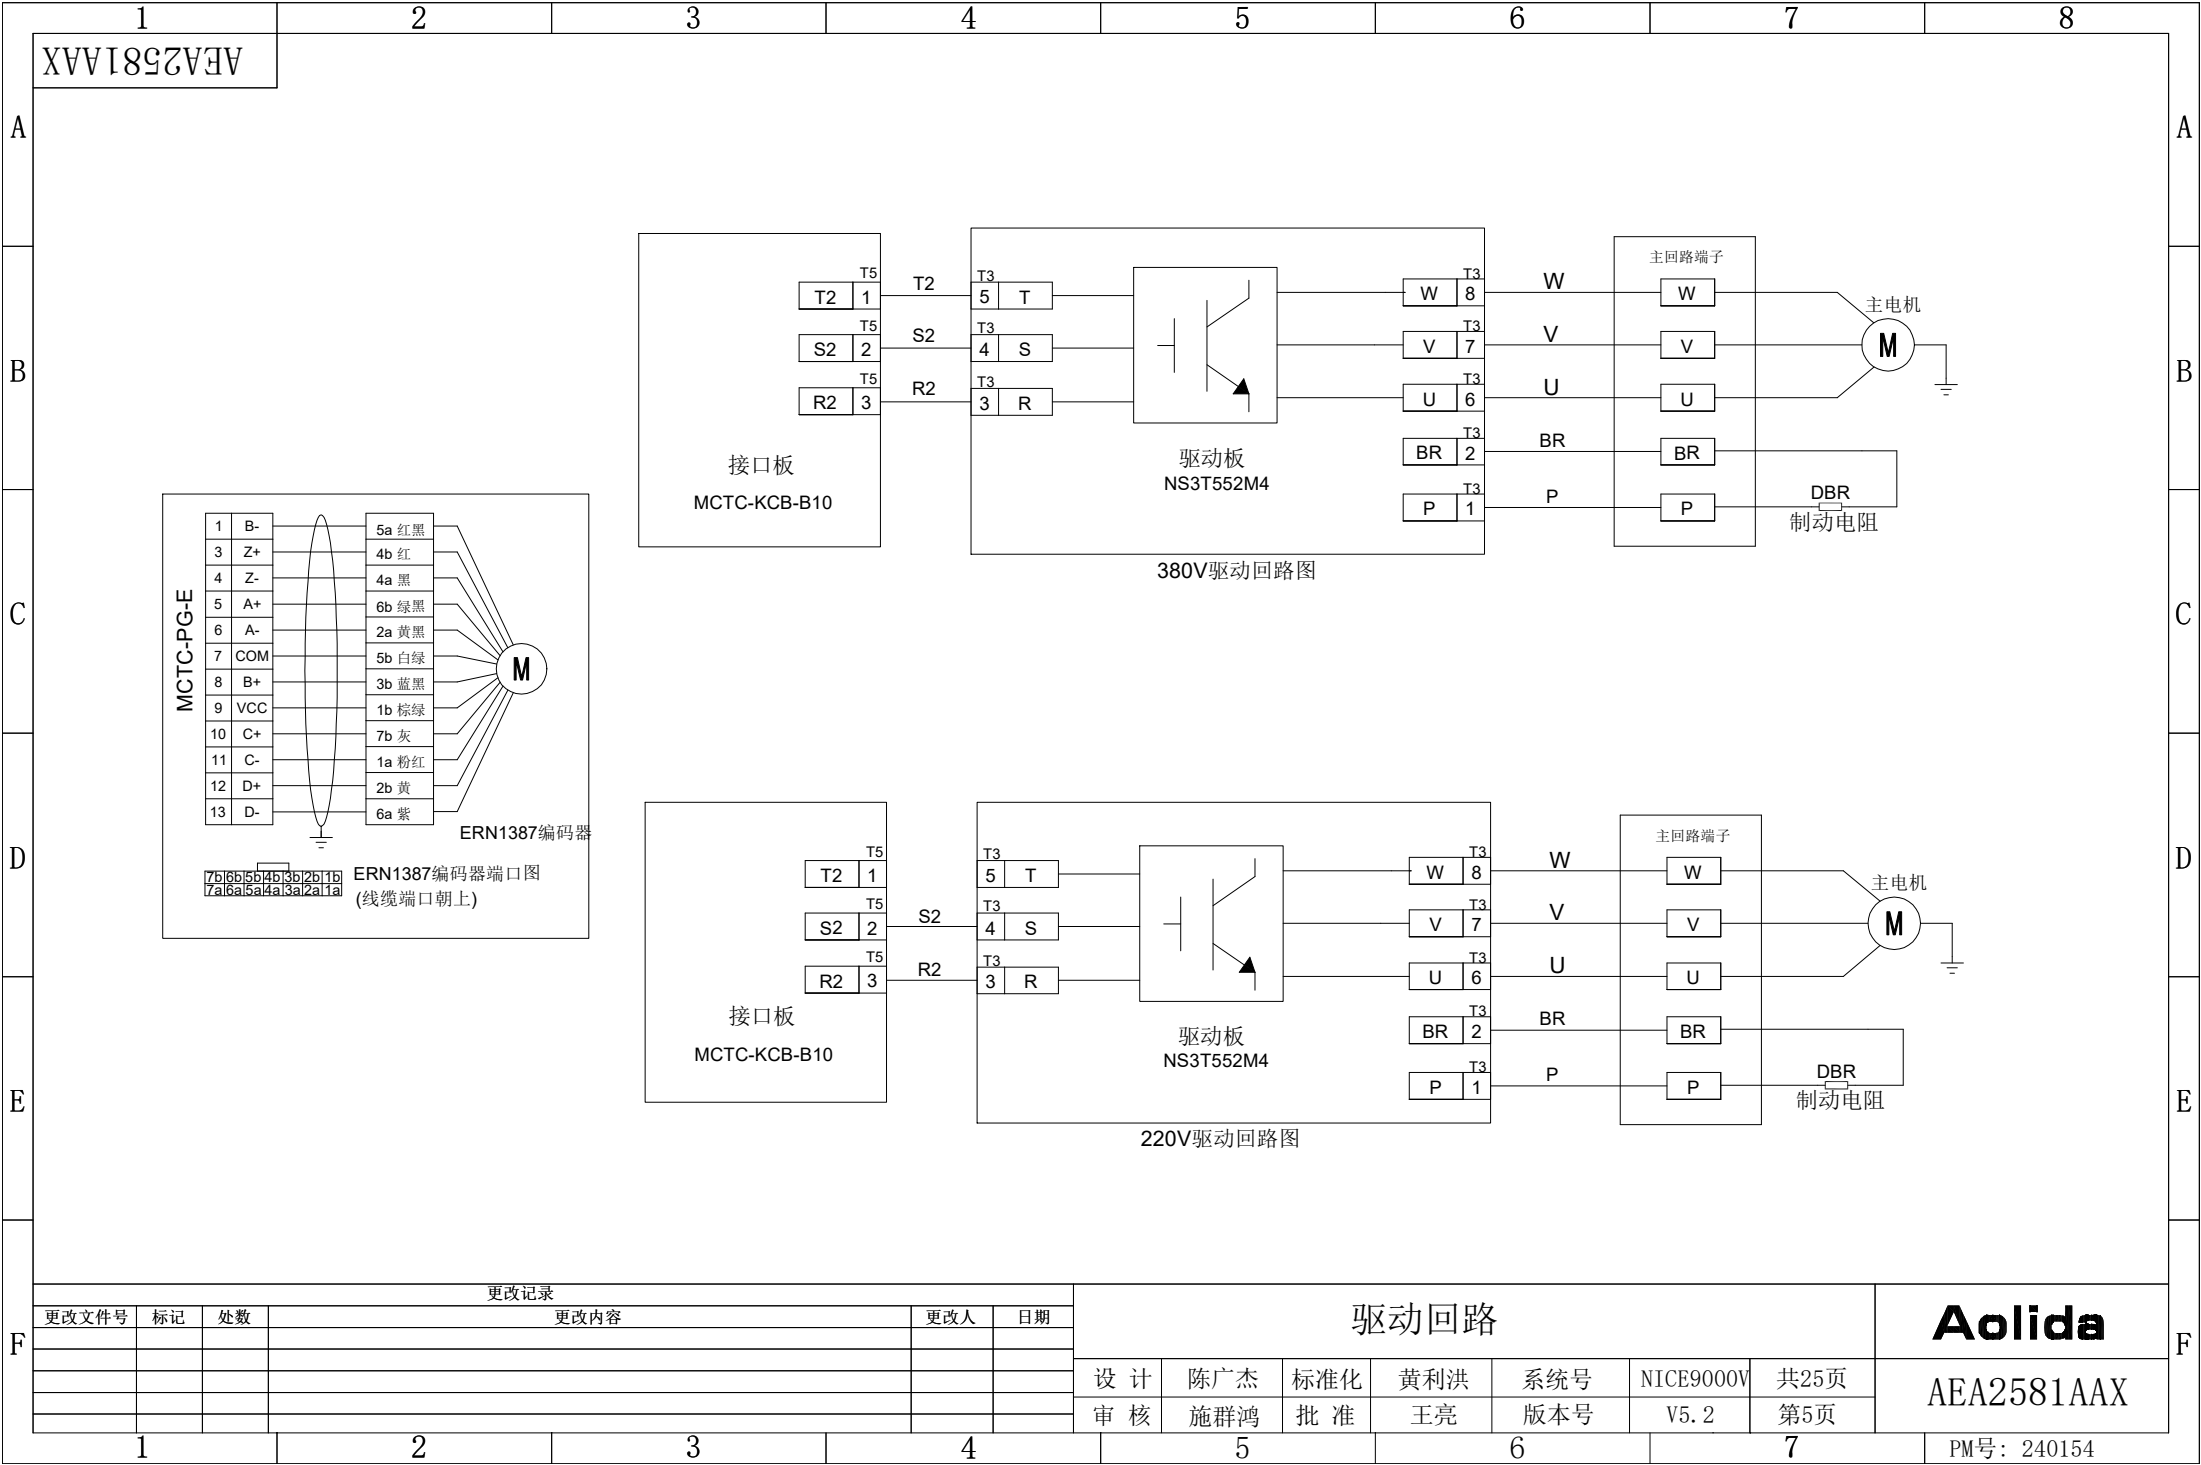 1 2 3 4 5 6 7 8
AEA2581AAX
A A
B B
C C
D D
E E
F F
T5
T2 1
T2
T3
5 T
T5
S2 2
S2
T3
4 S
T5
R2 3
R2
T3
3 R
接口板
MCTC-KCB-B10
驱动板
NS3T552M4
T3
W 8
W
T3
V 7
V
T3
U 6
U
T3
BR 2
BR
T3
P 1
P
主回路端子
W
V
U
BR
P
主电机
M
DBR
制动电阻
380V驱动回路图
MCTC-PG-E
1 B- 5a 红黑
3 Z+ 4b 红
4 Z- 4a 黑
5 A+ 6b 绿黑
6 A- 2a 黄黑
7 COM 5b 白绿
8 B+ 3b 蓝黑
9 VCC 1b 棕绿
10 C+ 7b 灰
11 C- 1a 粉红
12 D+ 2b 黄
13 D- 6a 紫
M
ERN1387编码器
7b 6b 5b 4b 3b 2b 1b
7a 6a 5a 4a 3a 2a 1a
ERN1387编码器端口图
(线缆端口朝上)
T5
T2 1
T3
5 T
T5
S2 2
S2
T3
4 S
T5
R2 3
R2
T3
3 R
接口板
MCTC-KCB-B10
驱动板
NS3T552M4
T3
W 8
W
T3
V 7
V
T3
U 6
U
T3
BR 2
BR
T3
P 1
P
主回路端子
W
V
U
BR
P
主电机
M
DBR
制动电阻
220V驱动回路图
更改记录
更改文件号 标记 处数 更改内容 更改人 日期
驱动回路
Aolida
设 计 陈广杰 标准化 黄利洪 系统号 NICE9000V 共25页
审 核 施群鸿 批 准 王亮 版本号 V5.2 第5页
AEA2581AAX
1 2 3 4 5 6 7
PM号: 240154